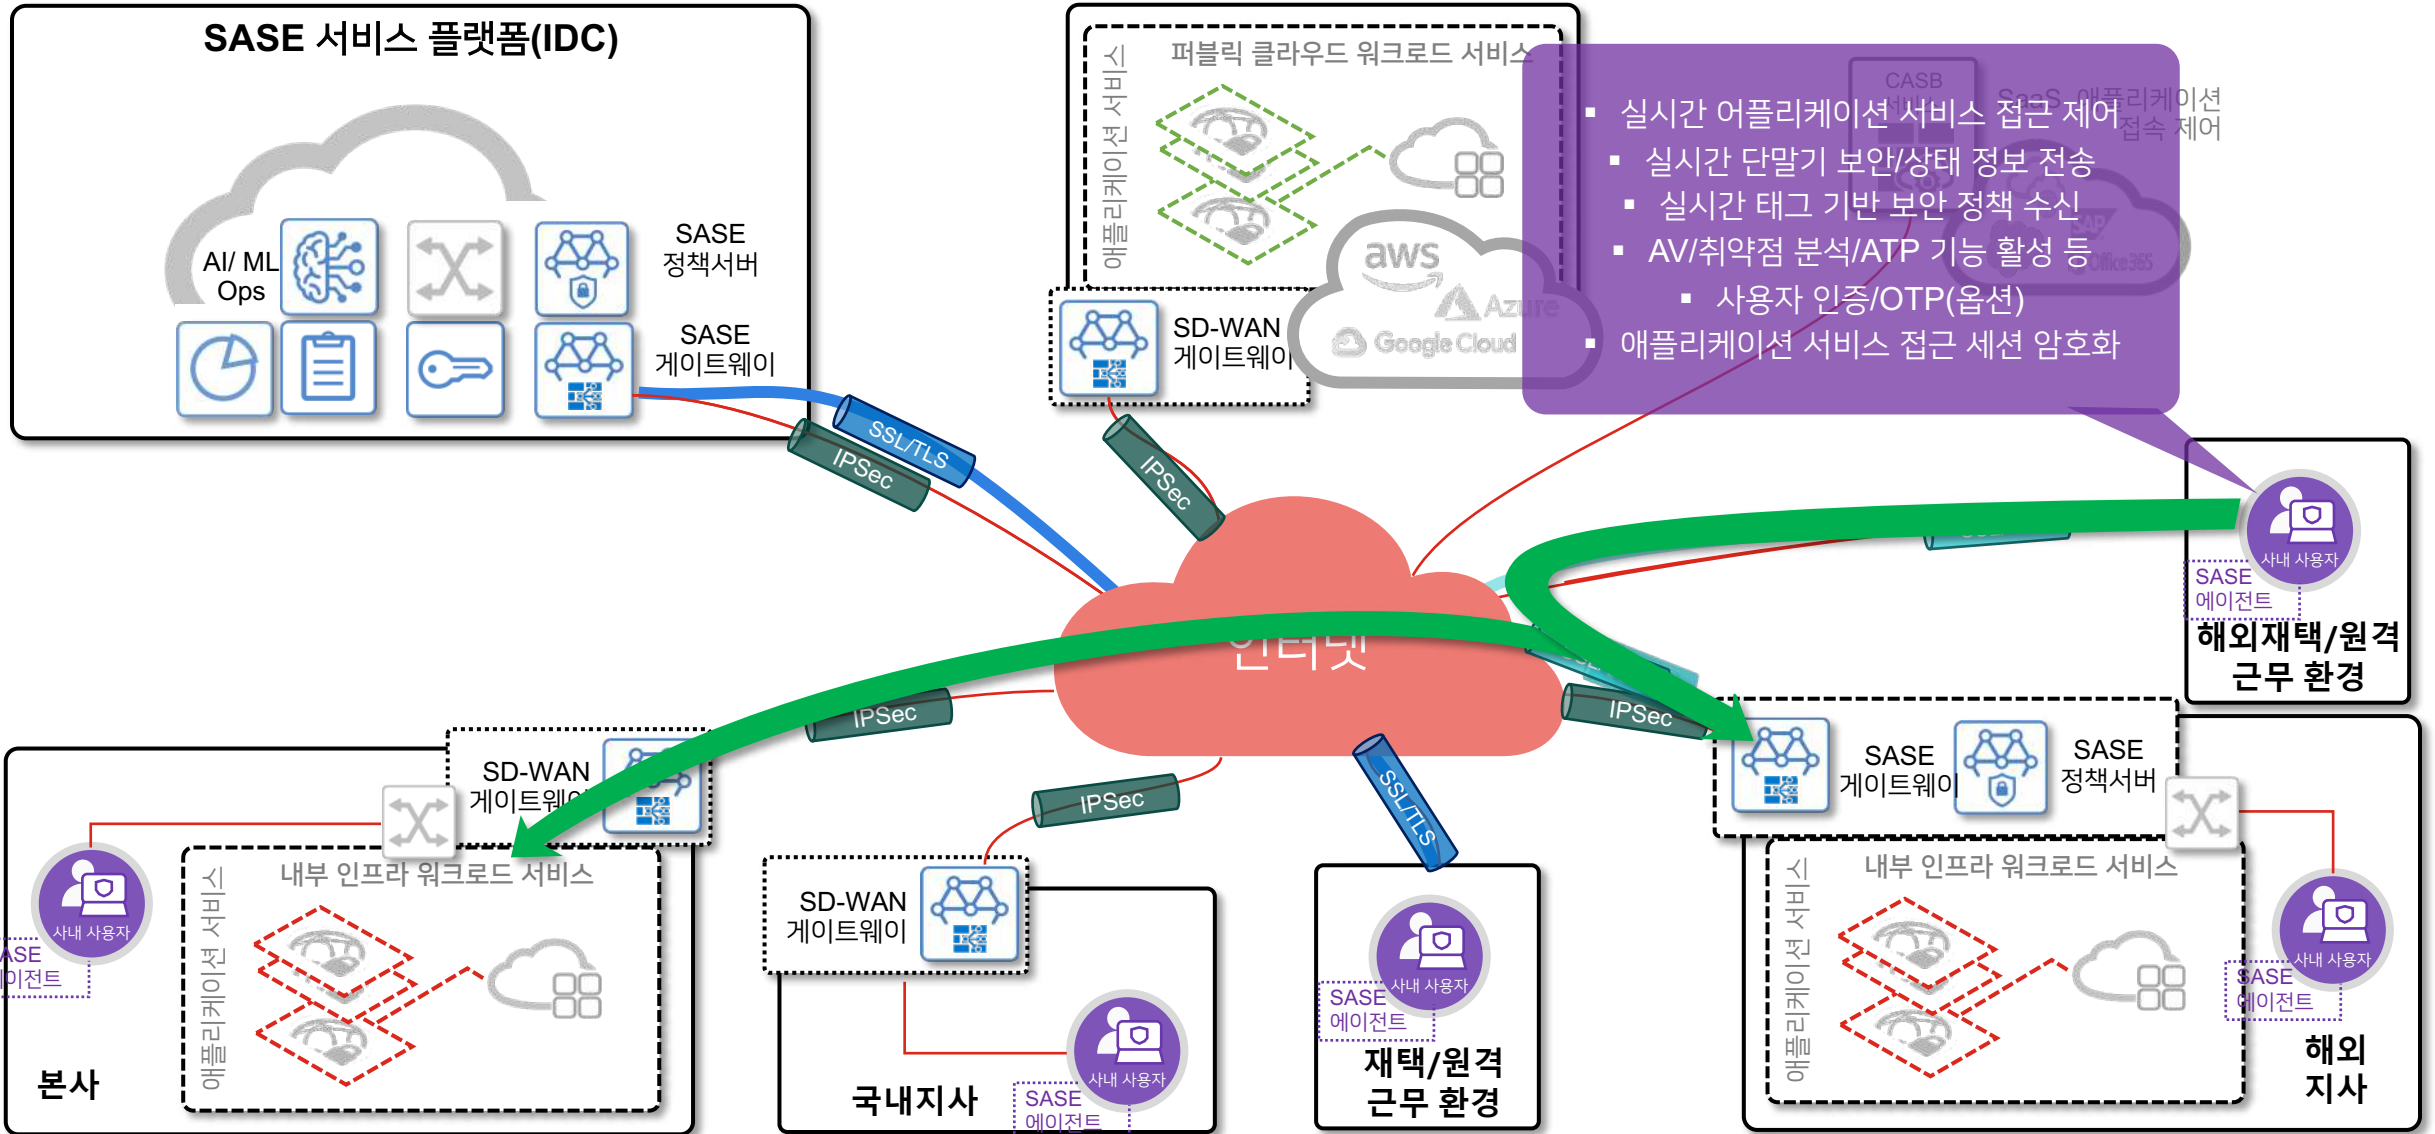 SASE 서비스 플랫폼(IDC)
AI/ ML
Ops
SASE
정책서버
SASE
게이트웨이
SSL/TLS
IPSec
퍼블릭 클라우드 워크로드 서비스
애플리케이션 서비스
aws
Azure
Google Cloud
SD-WAN
게이트웨이
IPSec
CASB
SaaS 애플리케이션
접속 제어
SAP
Office365
▪ 실시간 어플리케이션 서비스 접근 제어
▪ 실시간 단말기 보안/상태 정보 전송
▪ 실시간 태그 기반 보안 정책 수신
▪ AV/취약점 분석/ATP 기능 활성 등
▪ 사용자 인증/OTP(옵션)
▪ 애플리케이션 서비스 접근 세션 암호화
사내 사용자
SASE
에이전트
해외재택/원격
근무 환경
인터넷
IPSec
IPSec
IPSec
SSL/TLS
SD-WAN
게이트웨이
내부 인프라 워크로드 서비스
애플리케이션 서비스
사내 사용자
본사
SD-WAN
게이트웨이
사내 사용자
SASE
에이전트
국내지사
사내 사용자
SASE
에이전트
재택/원격
근무 환경
SASE
게이트웨이
SASE
정책서버
내부 인프라 워크로드 서비스
애플리케이션 서비스
사내 사용자
SASE
에이전트
해외
지사